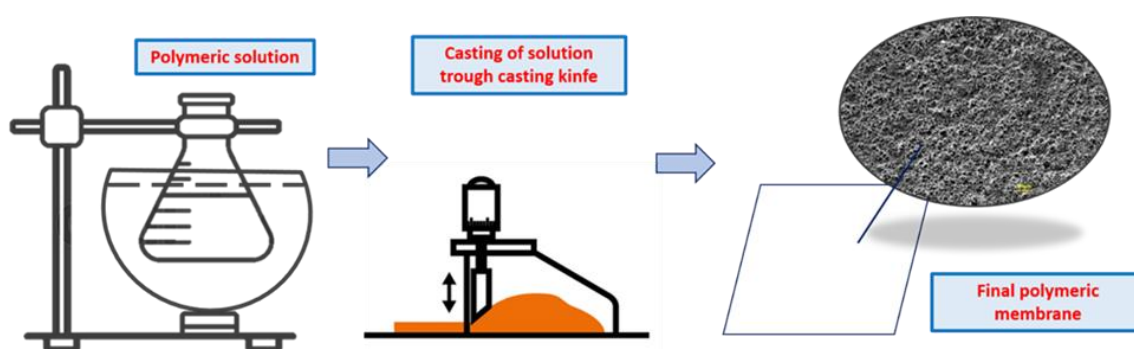 Polymeric solution
Casting of solution
trough casting kinfe
Final polymeric
membrane